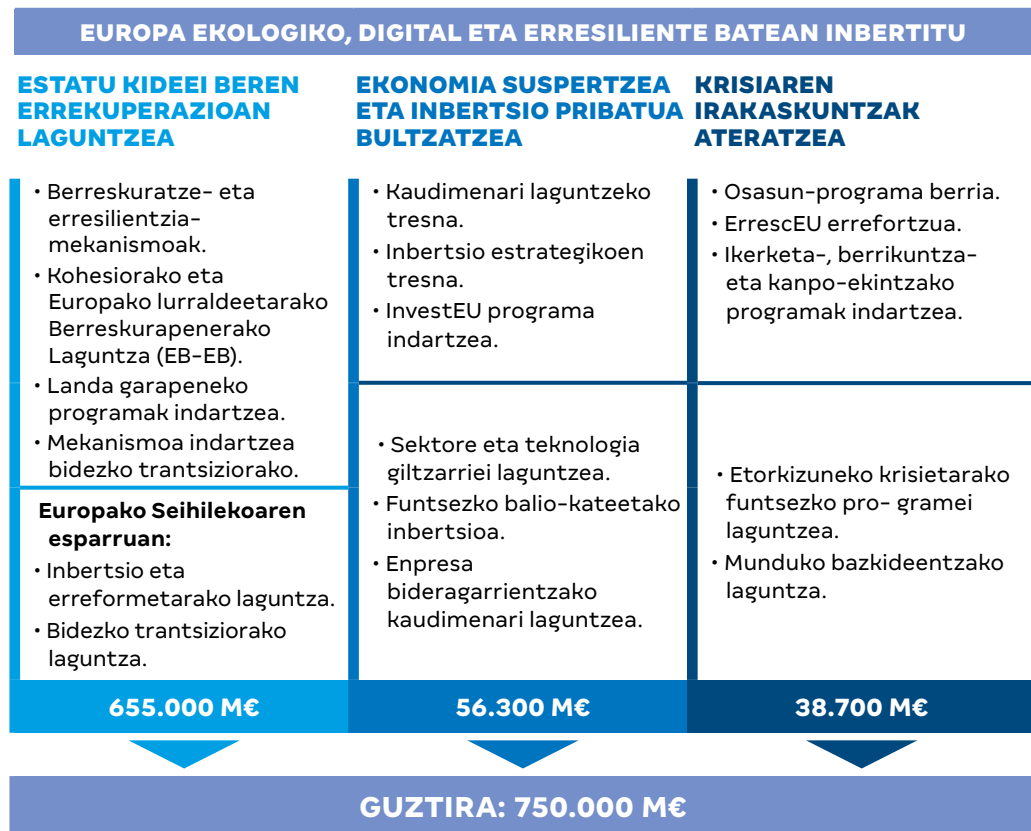 EUROPA EKOLOGIKO, DIGITAL ETA ERRESILIENTE BATEAN INBERTITU
ESTATU KIDEEI BEREN
ERREKUPERAZIOAN
LAGUNTZEA
· Berreskuratze- eta
erresilientzia-
mekanismoak.
· Kohesiorako eta
Europako lurraldeetarako
Berreskurapenerako
Laguntza (EB-EB).
· Landa garapeneko
programak indartzea.
· Mekanismoa indartzea
bidezko trantsiziorako.
Europako Seihilekoaren
esparruan:
· Inbertsio eta
erreformetarako laguntza.
· Bidezko trantsiziorako
laguntza.
655.000 M€
EKONOMIA SUSPERTZEA
ETA INBERTSIO PRIBATUA
BULTZATZEA
· Kaudimenari laguntzeko
tresna.
· Inbertsio estrategikoen
tresna.
· InvestEU programa
indartzea.
· Sektore eta teknologia
giltzarriei laguntzea.
· Funtsezko balio-kateetako
inbertsioa.
· Enpresa
bideragarrientzako
kaudimenari laguntzea.
56.300 M€
KRISIAREN
IRAKASKUNTZAK
ATERATZEA
· Osasun-programa berria.
· ErrescEU errefortzua.
· Ikerketa-, berrikuntza-
eta kanpo-ekintzako
programak indartzea.
· Etorkizuneko krisietarako
funtsezko pro- gramei
laguntzea.
· Munduko bazkideentzako
laguntza.
38.700 M€
GUZTIRA: 750.000 M€